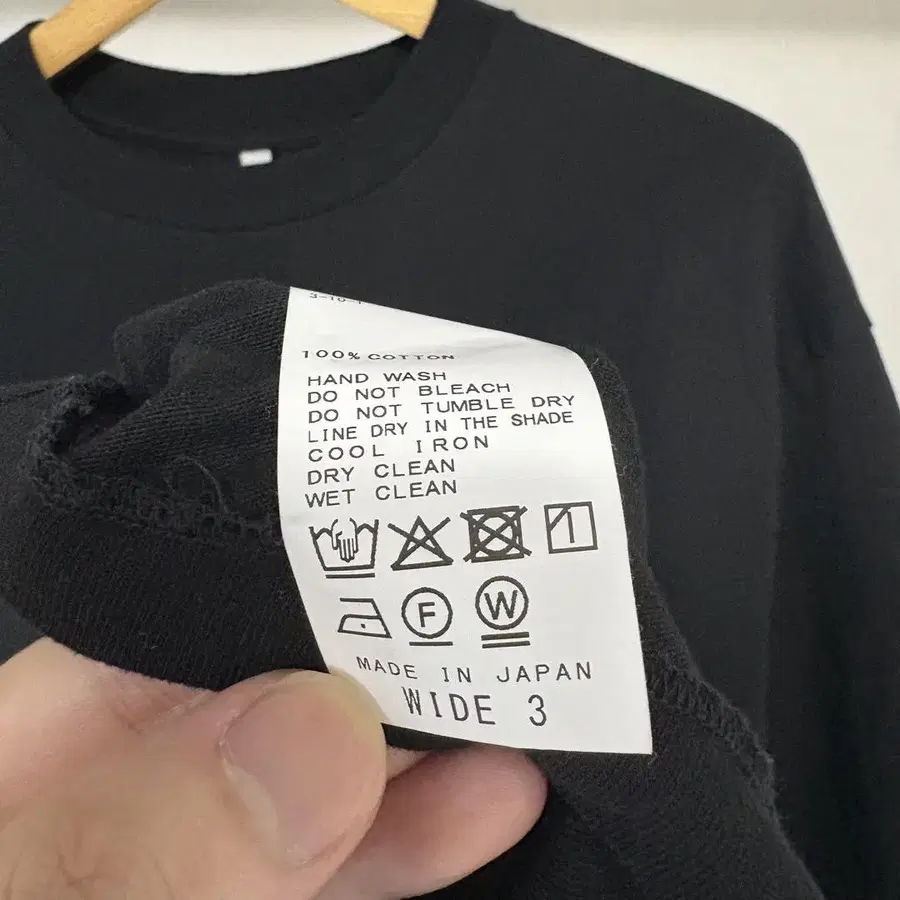 100% COTTON
HAND WASH
DO NOT BLEACH
DO NOT TUMBLE DRY
LINE DRY IN THE SHADE
COOL IRON
DRY CLEAN
WET CLEAN
F W
MADE IN JAPAN
WIDE 3